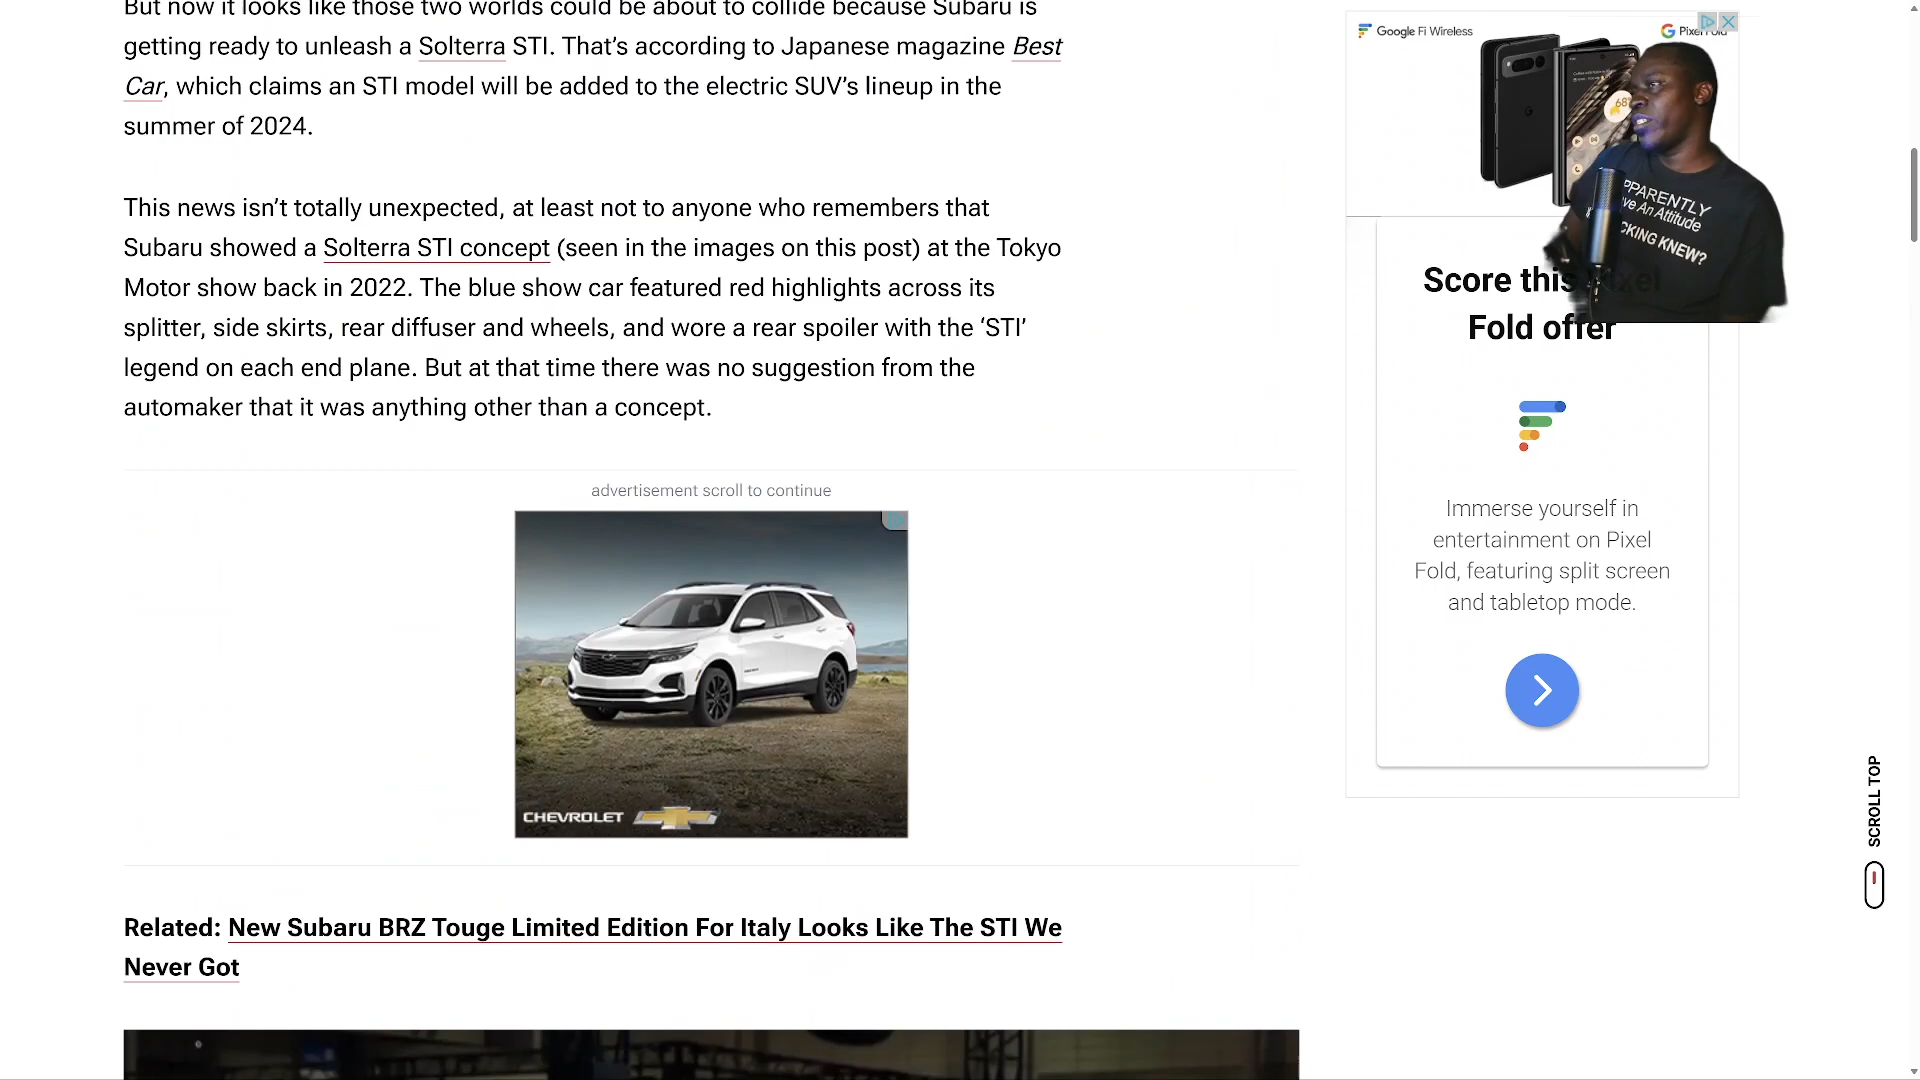 But now it looks like those two worlds could be about to collide because Subaru is
getting ready to unleash a Solterra STI. That’s according to Japanese magazine Best
Car, which claims an STI model will be added to the electric SUV’s lineup in the
summer of 2024.
This news isn’t totally unexpected, at least not to anyone who remembers that
Subaru showed a Solterra STI concept (seen in the images on this post) at the Tokyo
Motor show back in 2022. The blue show car featured red highlights across its
splitter, side skirts, rear diffuser and wheels, and wore a rear spoiler with the ‘STI’
legend on each end plane. But at that time there was no suggestion from the
automaker that it was anything other than a concept.
advertisement scroll to continue
CHEVROLET
Related: New Subaru BRZ Touge Limited Edition For Italy Looks Like The STI We
Never Got
Google Fi Wireless
68°
PPARENTLY
ve An Attitude
CKING KNEW?
Score this
Fold offer
Immerse yourself in
entertainment on Pixel
Fold, featuring split screen
and tabletop mode.
SCROLL TOP